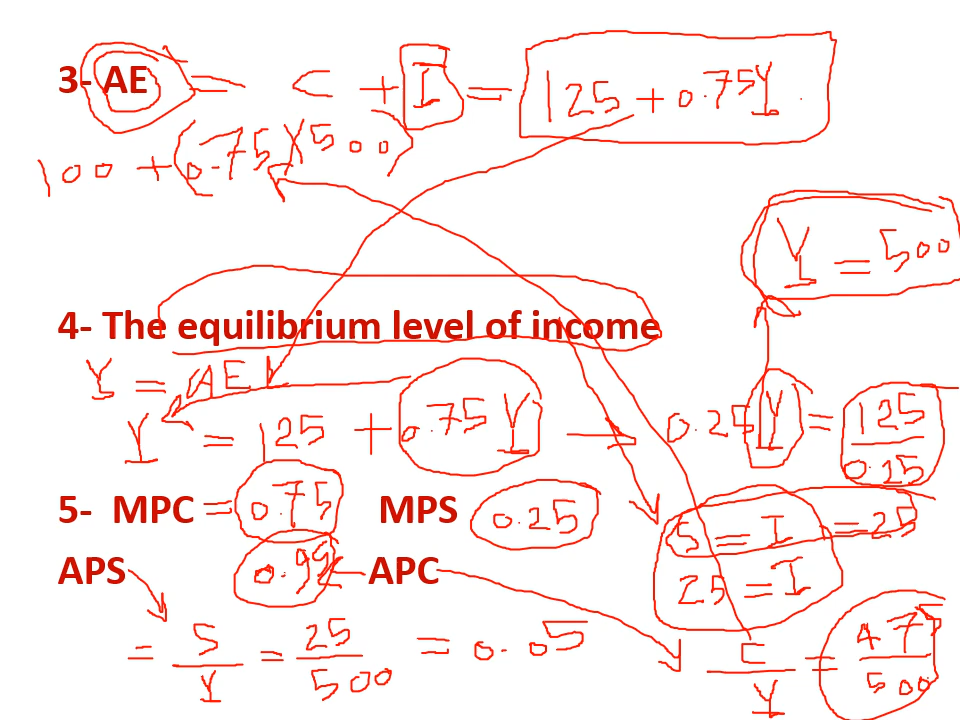 3- AE = C + I = 125 + 0.75Y
100 + (0.75)(500)
Y = 500
4- The equilibrium level of income
Y = AE
Y = 125 + 0.75Y → 0.25Y = 125/0.25
5- MPC = 0.75 MPS 0.25
S = I = 25
APS 0.99 ← APC
25 = I
= S/Y = 25/500 = 0.05
C/Y = 475/500